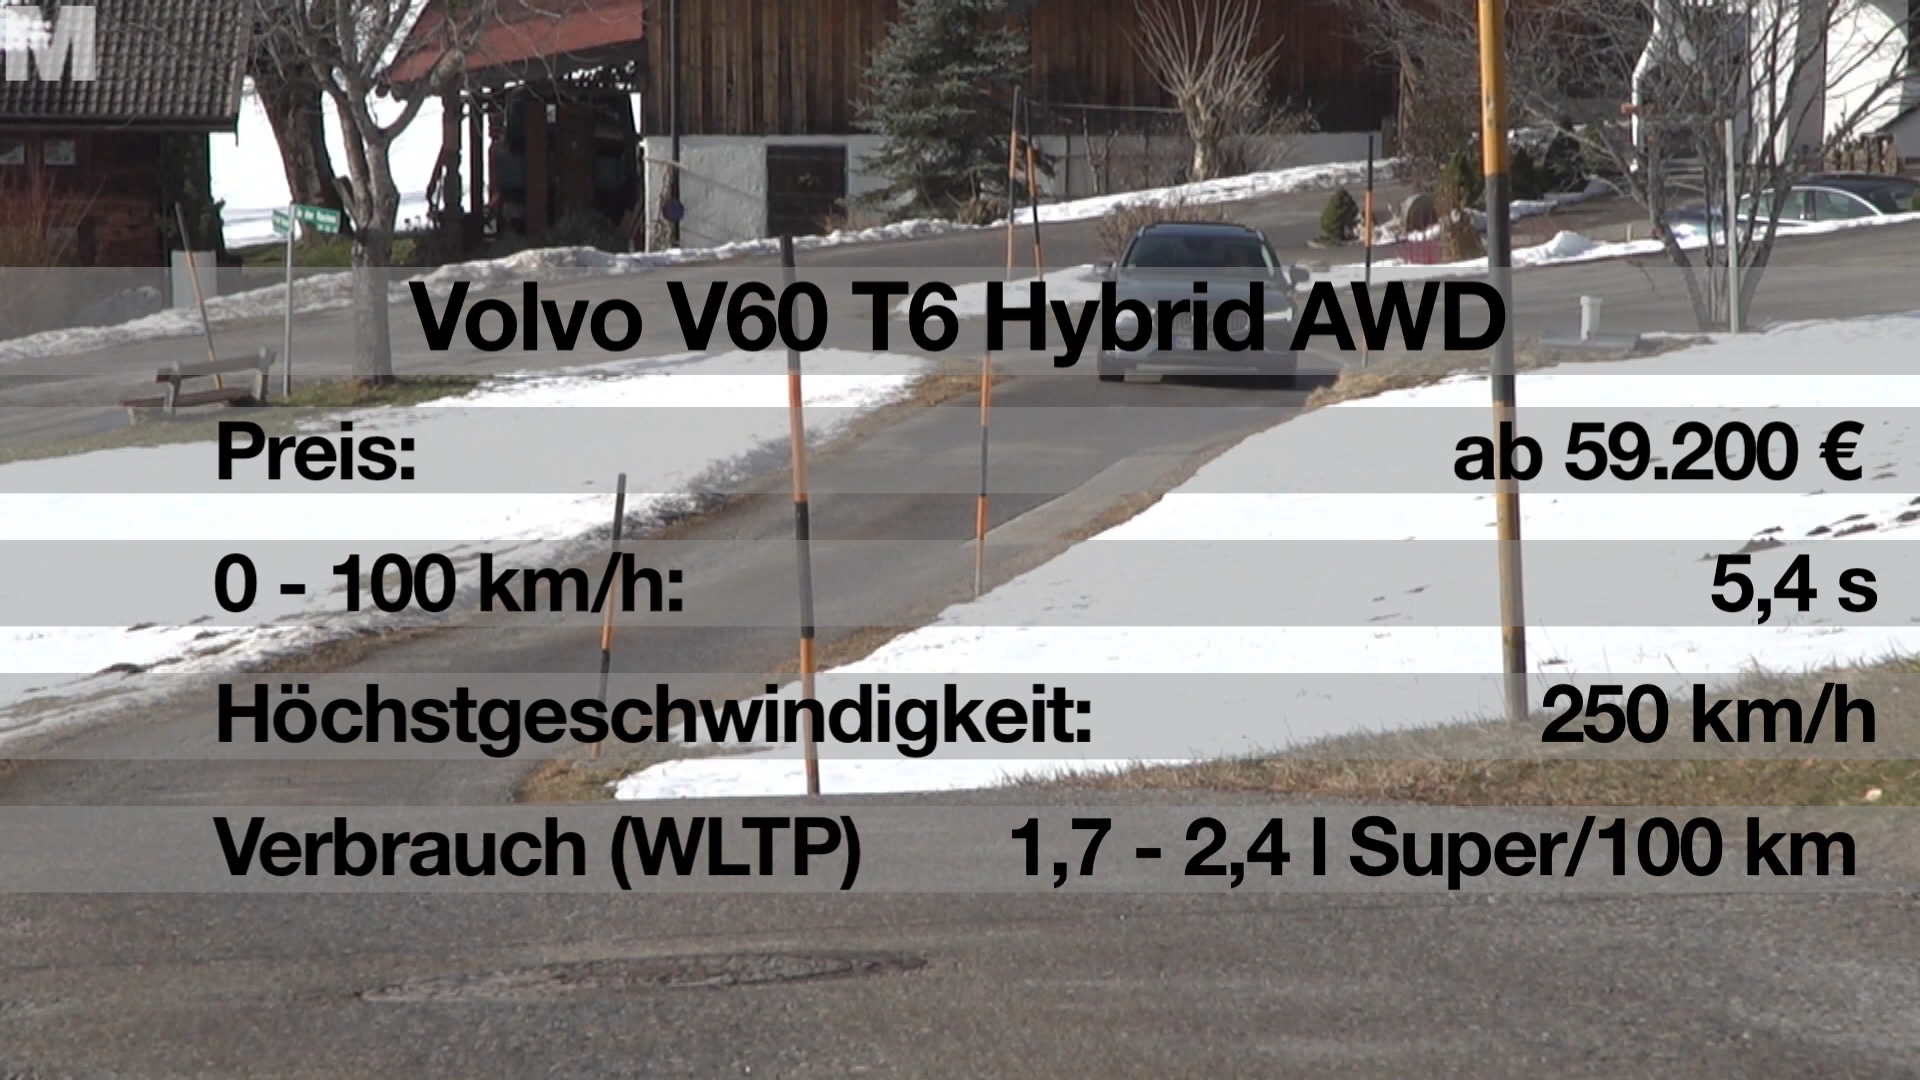 M
Volvo V60 T6 Hybrid AWD
Preis: ab 59.200 €
0 - 100 km/h: 5,4 s
Höchstgeschwindigkeit: 250 km/h
Verbrauch (WLTP) 1,7 - 2,4 l Super/100 km